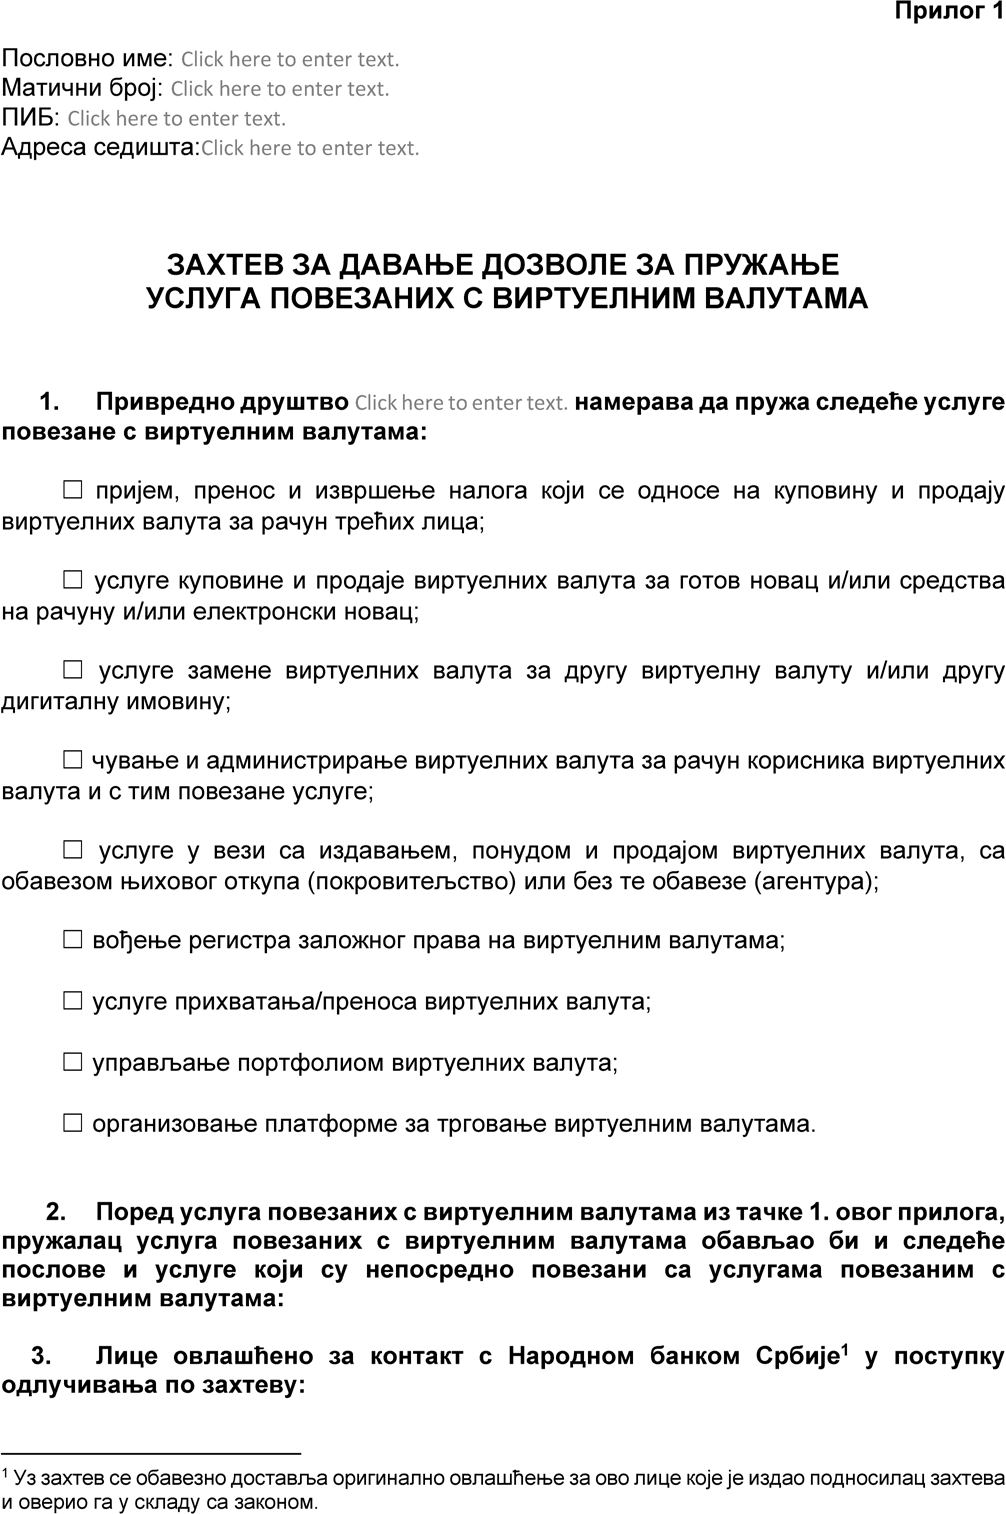 Прилог 1
Пословно име: Click here to enter text.
Матични број: Click here to enter text.
ПИБ: Click here to enter text.
Адреса седишта:Click here to enter text.
ЗАХТЕВ ЗА ДАВАЊЕ ДОЗВОЛЕ ЗА ПРУЖАЊЕ
УСЛУГА ПОВЕЗАНИХ С ВИРТУЕЛНИМ ВАЛУТАМА
1. Привредно друштво Click here to enter text. намерава да пружа следеће услуге
повезане с виртуелним валутама:
☐ пријем, пренос и извршење налога који се односе на куповину и продају
виртуелних валута за рачун трећих лица;
☐ услуге куповине и продаје виртуелних валута за готов новац и/или средства
на рачуну и/или електронски новац;
☐ услуге замене виртуелних валута за другу виртуелну валуту и/или другу
дигиталну имовину;
☐ чување и администрирање виртуелних валута за рачун корисника виртуелних
валута и с тим повезане услуге;
☐ услуге у вези са издавањем, понудом и продајом виртуелних валута, са
обавезом њиховог откупа (покровитељство) или без те обавезе (агентура);
☐ вођење регистра заложног права на виртуелним валутама;
☐ услуге прихватања/преноса виртуелних валута;
☐ управљање портфолиом виртуелних валута;
☐ организовање платформе за трговање виртуелним валутама.
2. Поред услуга повезаних с виртуелним валутама из тачке 1. овог прилога,
пружалац услуга повезаних с виртуелним валутама обављао би и следеће
послове и услуге који су непосредно повезани са услугама повезаним с
виртуелним валутама:
3. Лице овлашћено за контакт с Народном банком Србије¹ у поступку
одлучивања по захтеву:
¹ Уз захтев се обавезно доставља оригинално овлашћење за ово лице које је издао подносилац захтева
и оверио га у складу са законом.